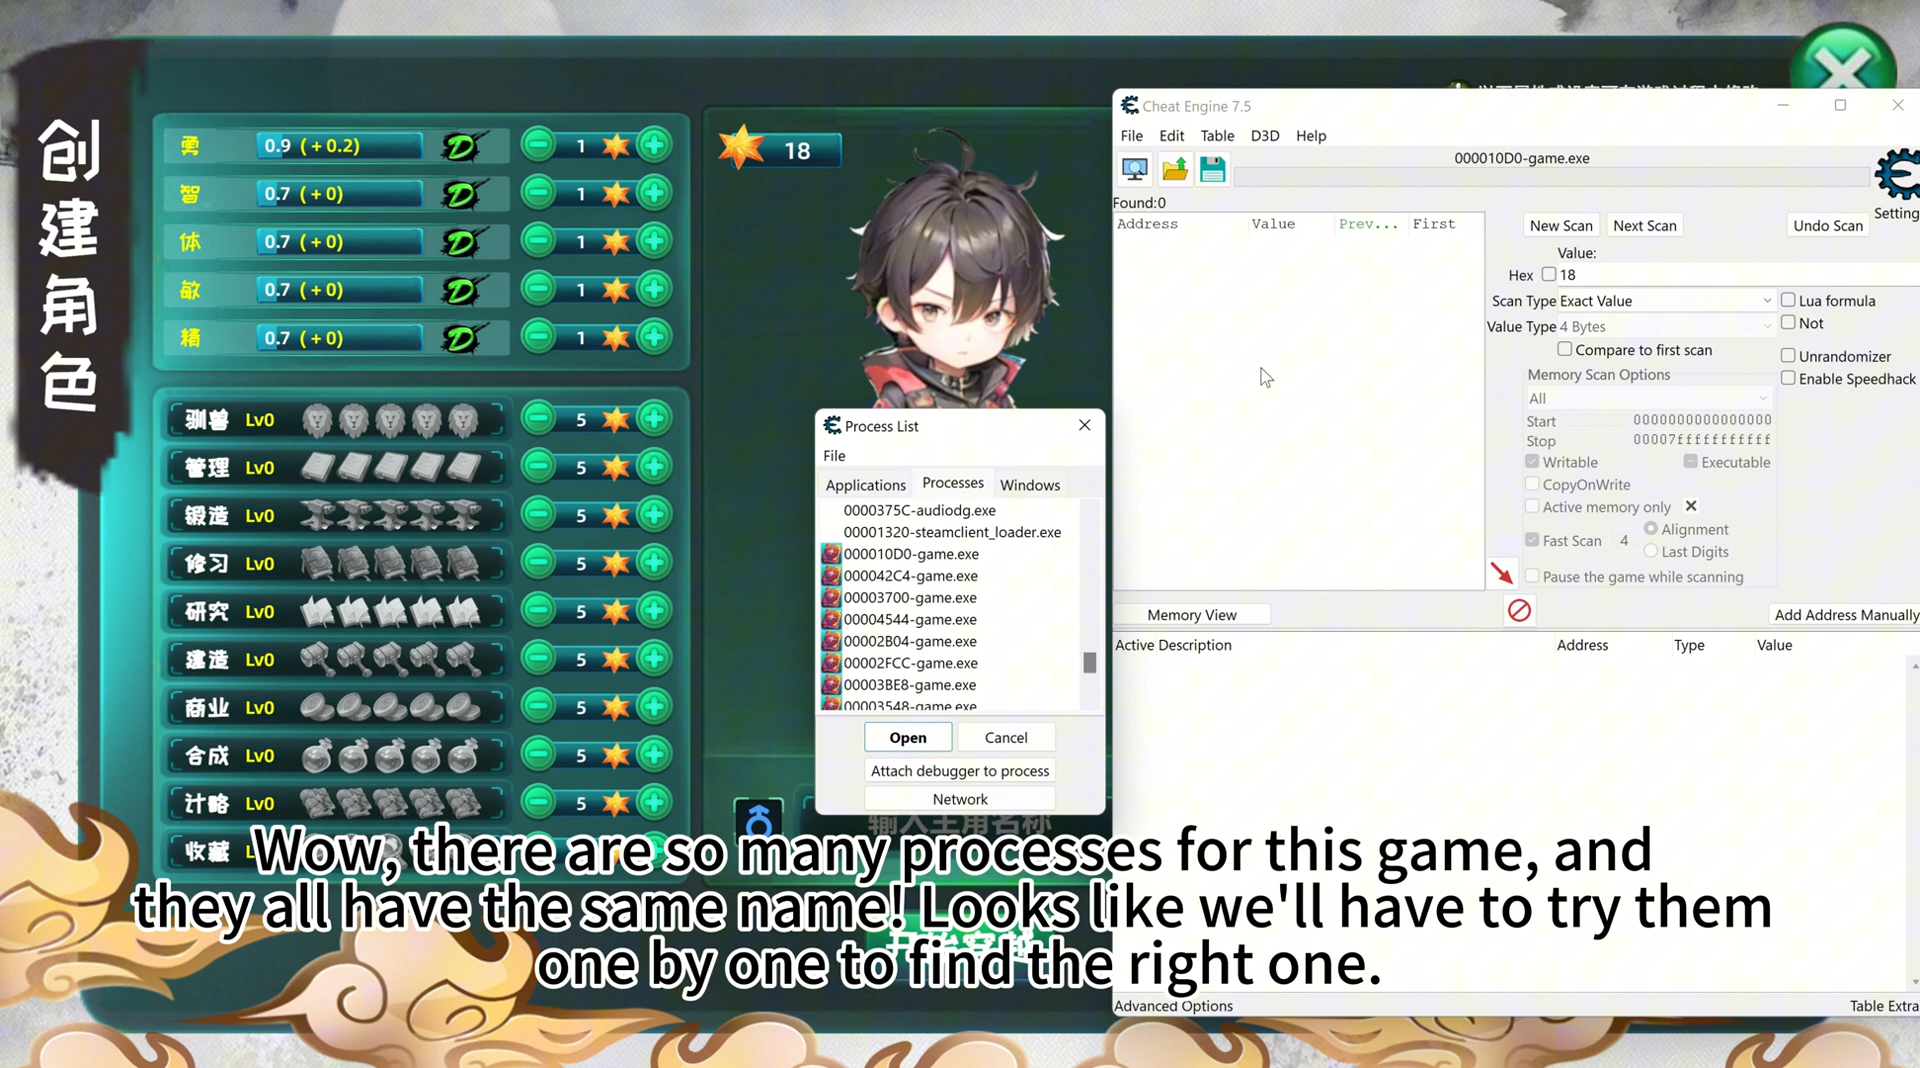 创建角色
勇 0.9 (+0.2) D 1
智 0.7 (+0) D 1
体 0.7 (+0) D 1
敏 0.7 (+0) D 1
精 0.7 (+0) D 1
驯兽 Lv0 5
管理 Lv0 5
锻造 Lv0 5
修习 Lv0 5
研究 Lv0 5
建造 Lv0 5
商业 Lv0 5
合成 Lv0 5
计略 Lv0 5
收藏
18
输入主角名称
Process List
File
Applications Processes Windows
0000375C-audiodg.exe
00001320-steamclient_loader.exe
000010D0-game.exe
000042C4-game.exe
00003700-game.exe
00004544-game.exe
00002B04-game.exe
00002FCC-game.exe
00003BE8-game.exe
00003548-game.exe
Open Cancel
Attach debugger to process
Network
Cheat Engine 7.5
File Edit Table D3D Help
000010D0-game.exe
Found:0
Setting
Address Value Prev... First
New Scan Next Scan Undo Scan
Value:
Hex 18
Scan Type Exact Value Lua formula
Value Type 4 Bytes Not
Compare to first scan
Unrandomizer
Memory Scan Options
Enable Speedhack
All
Start 0000000000000000
Stop 00007fffffffffff
Writable Executable
CopyOnWrite
Active memory only
Fast Scan 4 Alignment
Last Digits
Pause the game while scanning
Memory View Add Address Manually
Active Description Address Type Value
Advanced Options Table Extra
Wow, there are so many processes for this game, and
they all have the same name! Looks like we'll have to try them
one by one to find the right one.